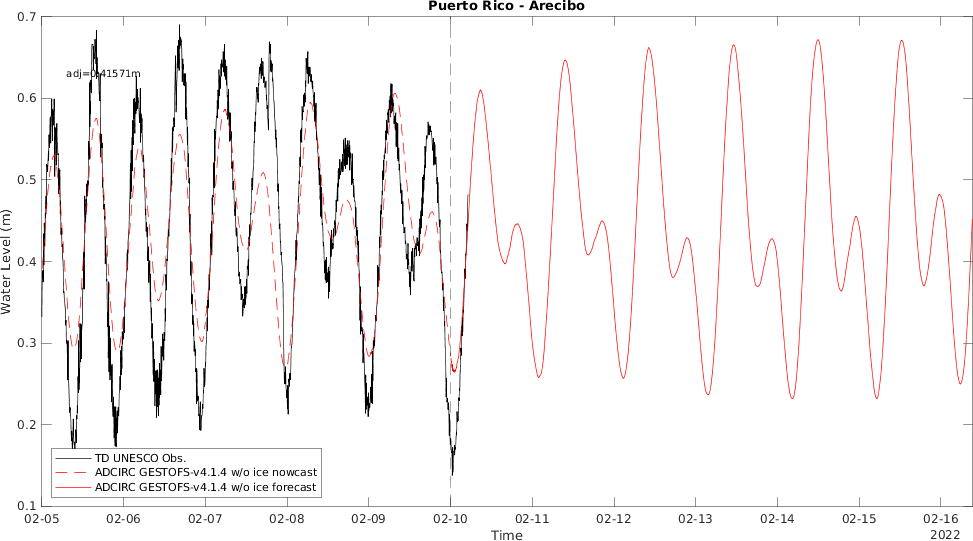 Puerto Rico - Arecibo
adj=0.41571m
Water Level (m)
0.7
0.6
0.5
0.4
0.3
0.2
0.1
TD UNESCO Obs.
ADCIRC GESTOFS-v4.1.4 w/o ice nowcast
ADCIRC GESTOFS-v4.1.4 w/o ice forecast
02-05 02-06 02-07 02-08 02-09 02-10 02-11 02-12 02-13 02-14 02-15 02-16
Time
2022